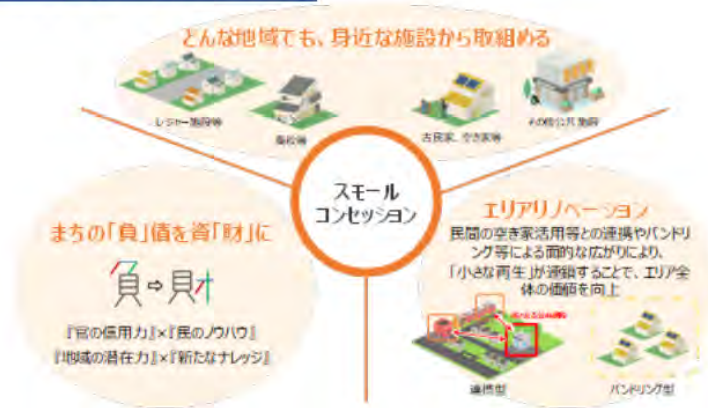 どんな地域でも、身近な施設から取組める
レジャー施設等
廃校等
古民家、空き家等
その他公共施設
スモール
コンセッション
まちの「負」債を資「財」に
負⇨財
『官の信用力』×『民のノウハウ』
『地域の潜在力』×『新たなナレッジ』
エリアリノベーション
民間の空き家活用等との連携やバンドリ
ング等による面的な広がりにより、
「小さな再生」が連鎖することで、エリア全
体の価値を向上
連携型
バンドリング型